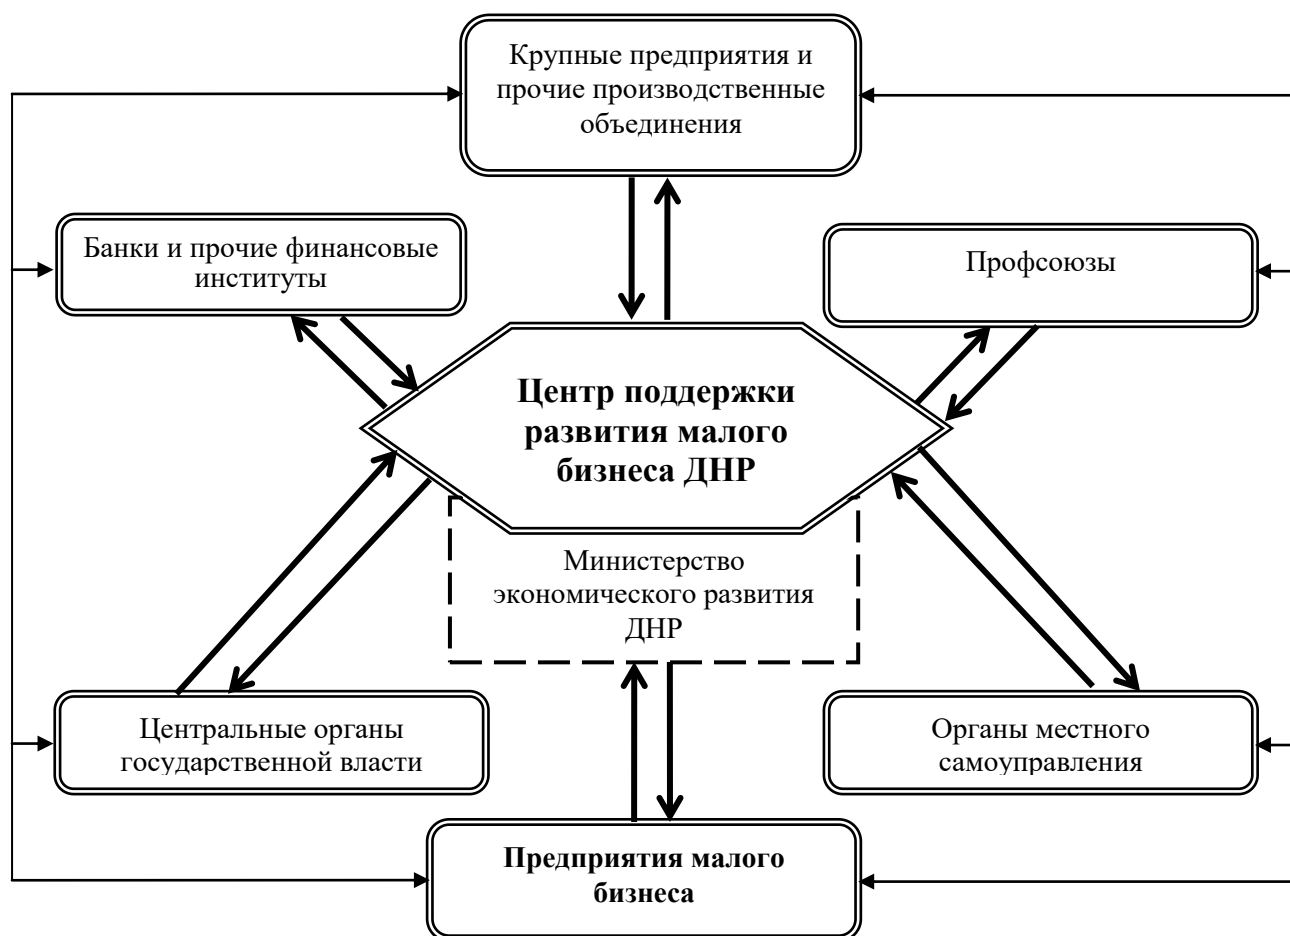 Крупные предприятия и
прочие производственные
объединения
Банки и прочие финансовые
институты
Профсоюзы
Центр поддержки
развития малого
бизнеса ДНР
Министерство
экономического развития
ДНР
Центральные органы
государственной власти
Органы местного
самоуправления
Предприятия малого
бизнеса